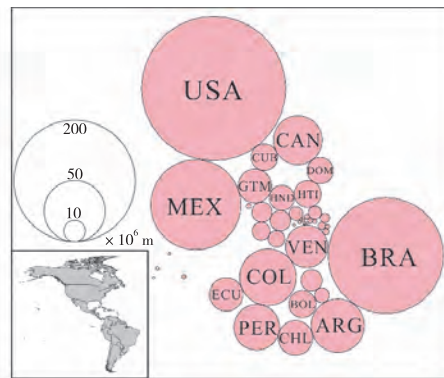 USA
CAN
CUB
DOM
200
GTM
HND
HTI
50
MEX
10
× 10⁶ m
VEN
BRA
COL
ECU
BOL
PER
CHL
ARG